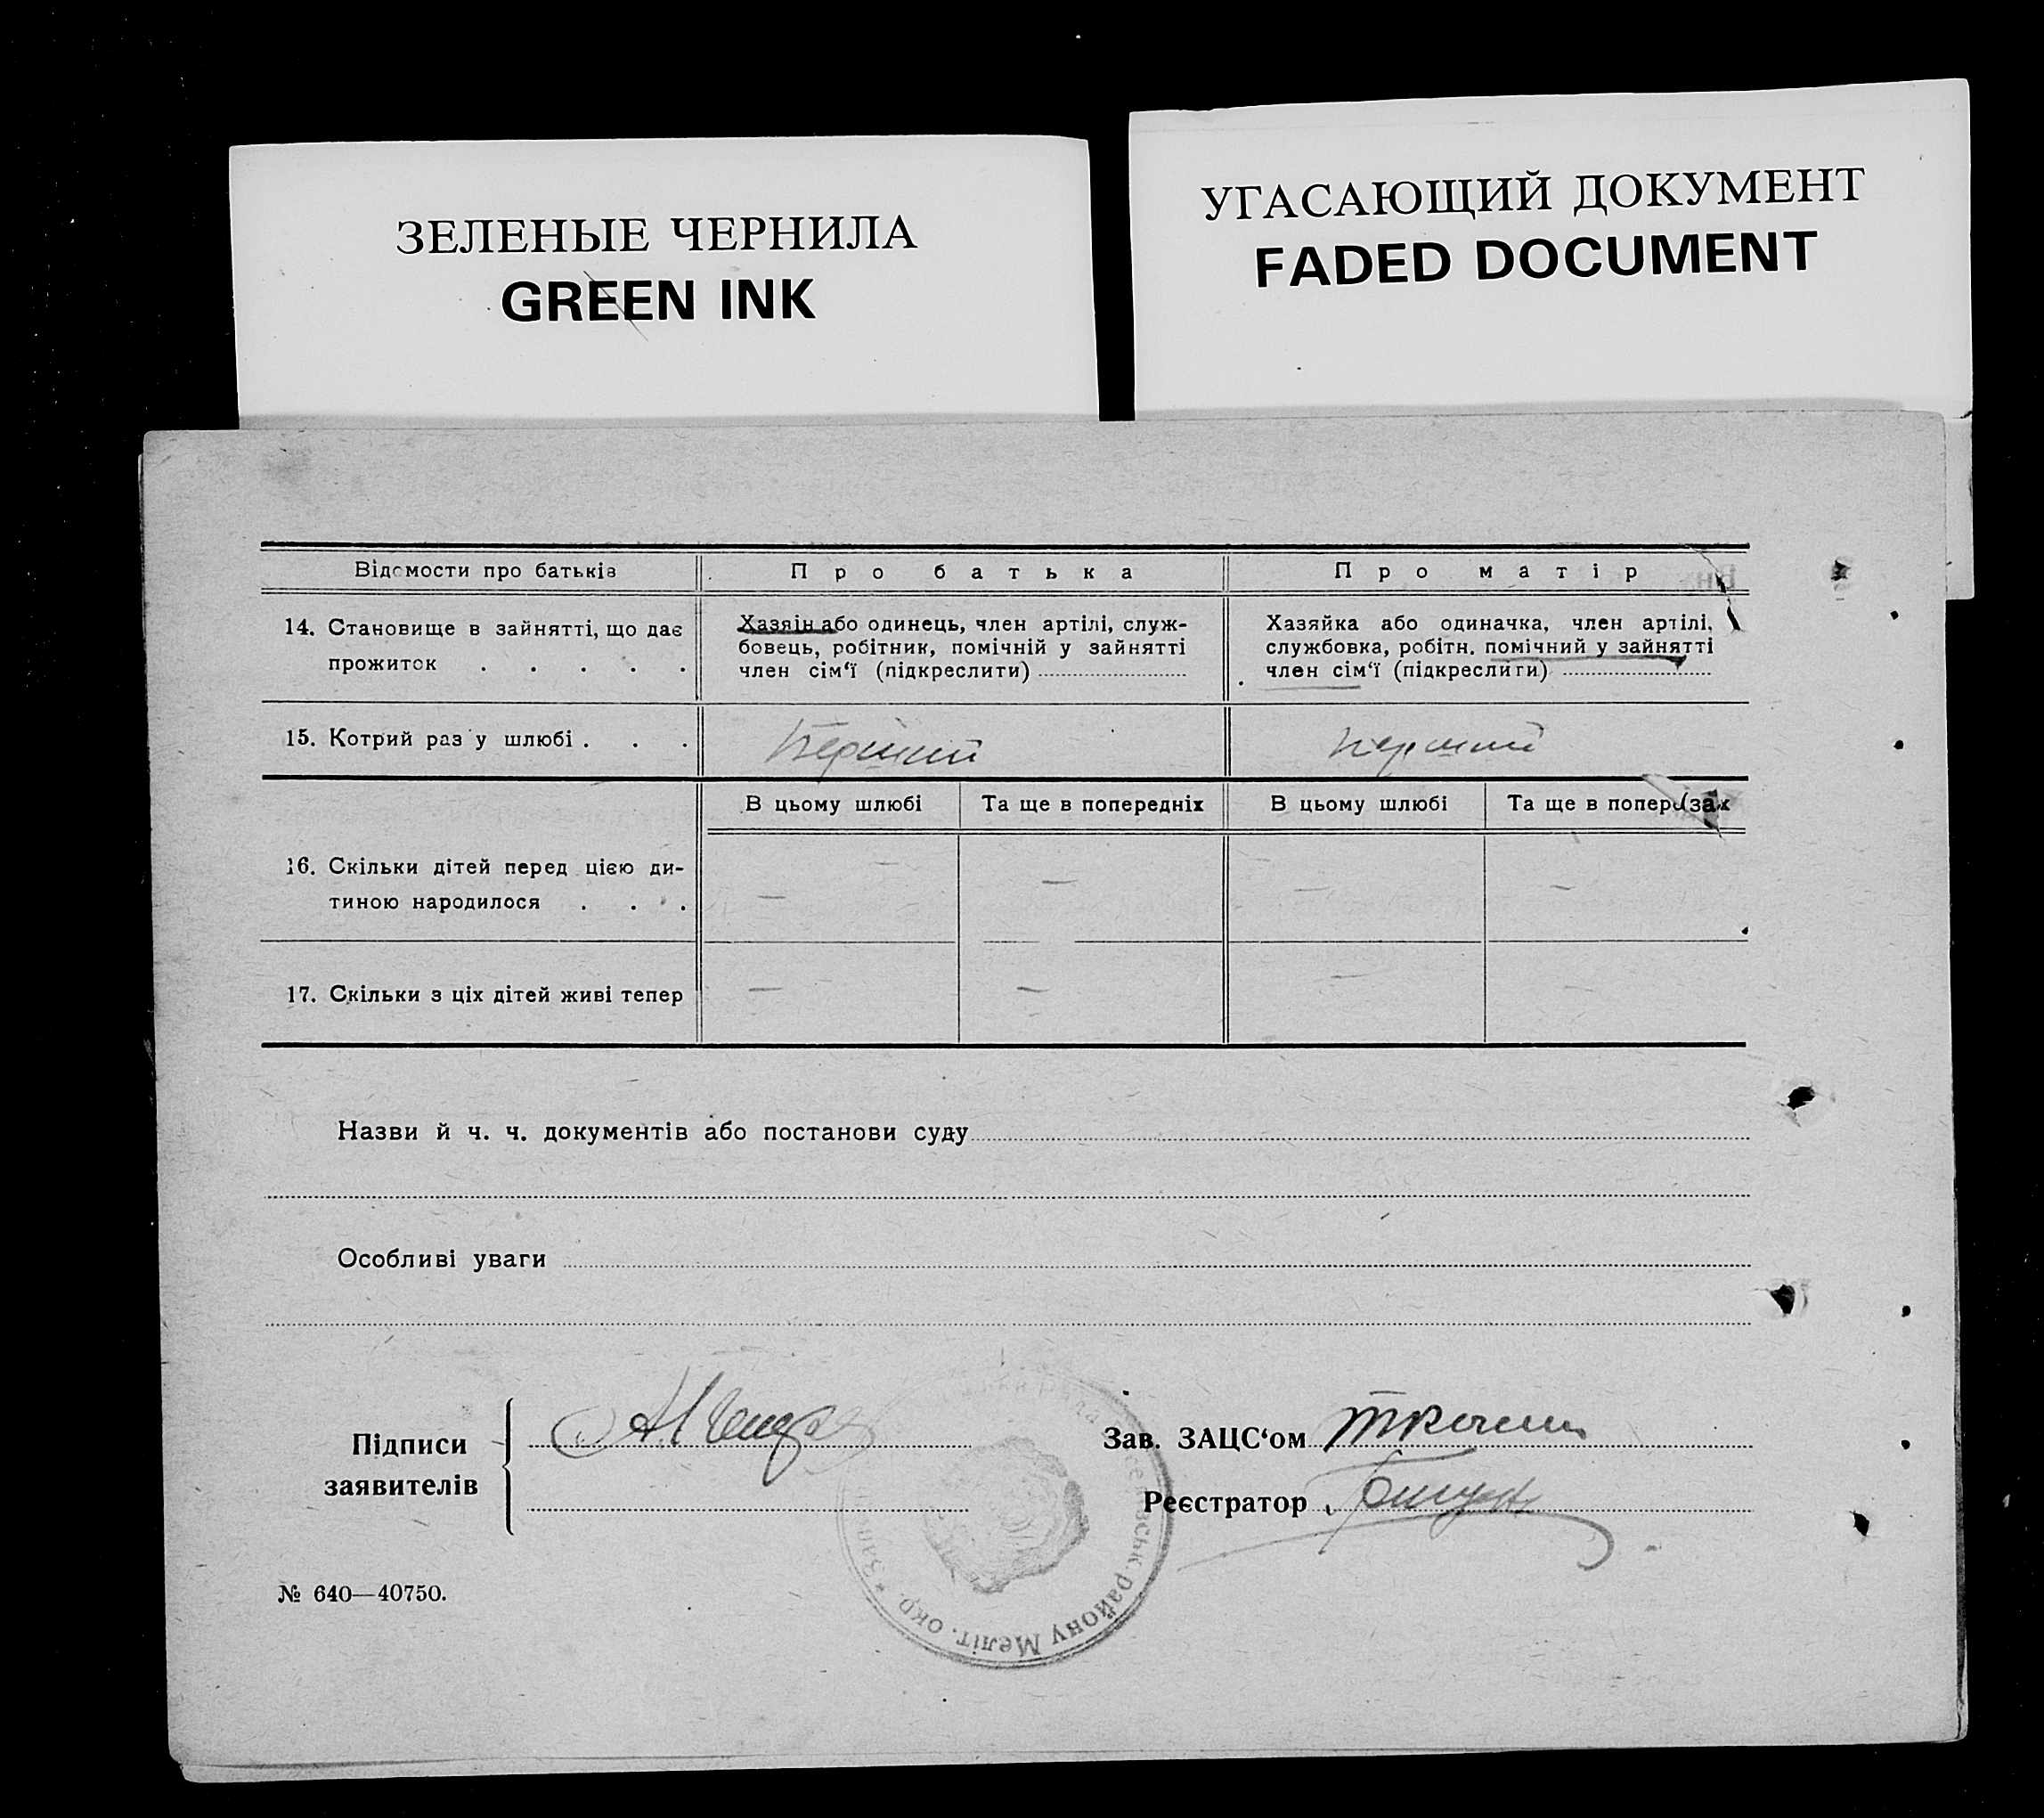 ЗЕЛЕНЫЕ ЧЕРНИЛА
GREEN INK
УГАСАЮЩИЙ ДОКУМЕНТ
FADED DOCUMENT
Відомости про батьків
Про батька
Про матір
14. Становище в зайнятті, що дає
прожиток . . . . .
Хазяін або одинець, член артілі, служ-
бовець, робітник, помічній у зайнятті
член сім‘ї (підкреслити)
Хазяйка або одиначка, член артілі,
службовка, робітн. помічний у зайнятті
член сім‘ї (підкреслити)
15. Котрий раз у шлюбі . . .
Перший
перший
В цьому шлюбі
Та ще в попередніх
В цьому шлюбі
Та ще в попер
16. Скільки дітей перед цією ди-
тиною народилося . . .
— — — —
17. Скільки з ціх дітей живі тепер
— — — —
Назви й ч. ч. документів або постанови суду
Особливі уваги
Підписи
заявителів
Зав. ЗАЦС‘ом
Реєстратор
району Меліт. окр.
№ 640—40750.